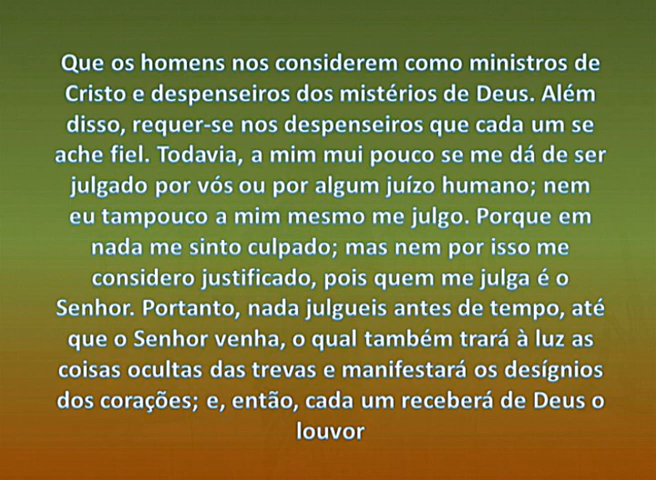 Que os homens nos considerem como ministros de
Cristo e despenseiros dos mistérios de Deus. Além
disso, requer-se nos despenseiros que cada um se
ache fiel. Todavia, a mim mui pouco se me dá de ser
julgado por vós ou por algum juízo humano; nem
eu tampouco a mim mesmo me julgo. Porque em
nada me sinto culpado; mas nem por isso me
considero justificado, pois quem me julga é o
Senhor. Portanto, nada julgueis antes de tempo, até
que o Senhor venha, o qual também trará à luz as
coisas ocultas das trevas e manifestará os desígnios
dos corações; e, então, cada um receberá de Deus o
louvor